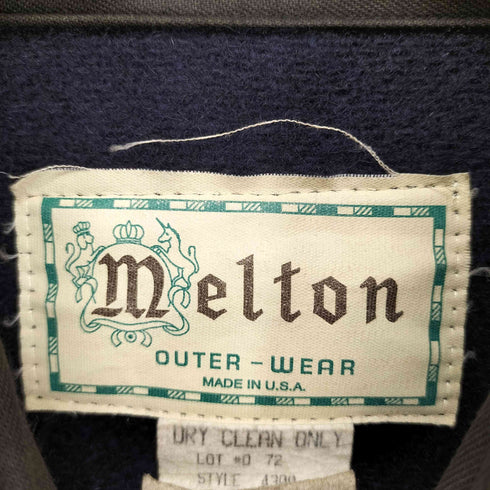 Melton
OUTER-WEAR
MADE IN U.S.A.
DRY CLEAN ONLY
LOT #0 72
STYLE 4300